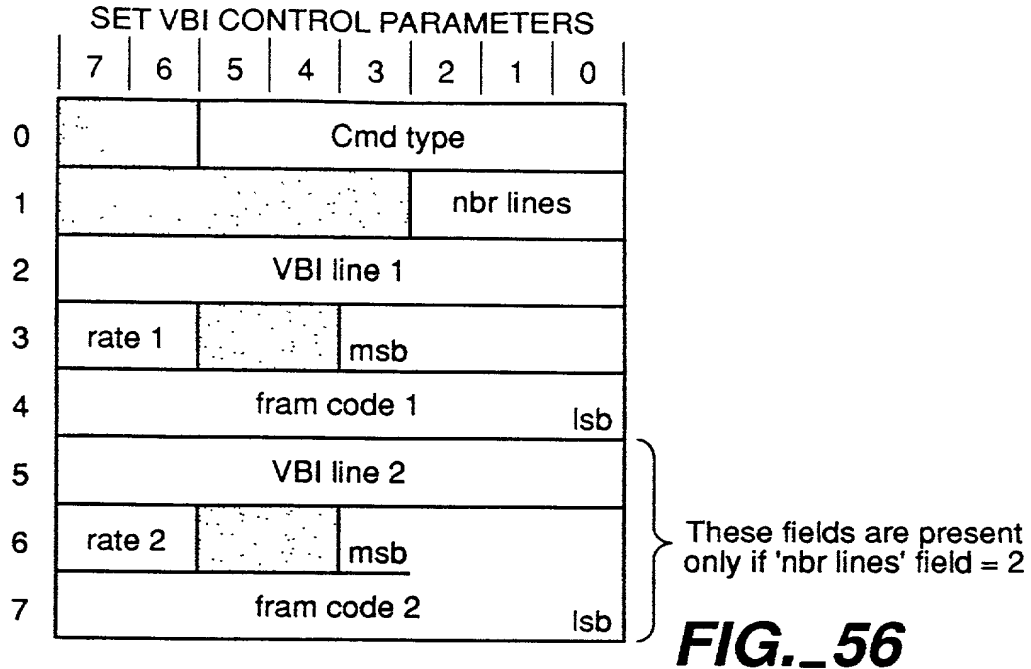 SET VBI CONTROL PARAMETERS
7 6 5 4 3 2 1 0
0 Cmd type
1 nbr lines
2 VBI line 1
3 rate 1 msb
4 fram code 1 lsb
5 VBI line 2
6 rate 2 msb
7 fram code 2 lsb
These fields are present
only if 'nbr lines' field = 2
FIG._56